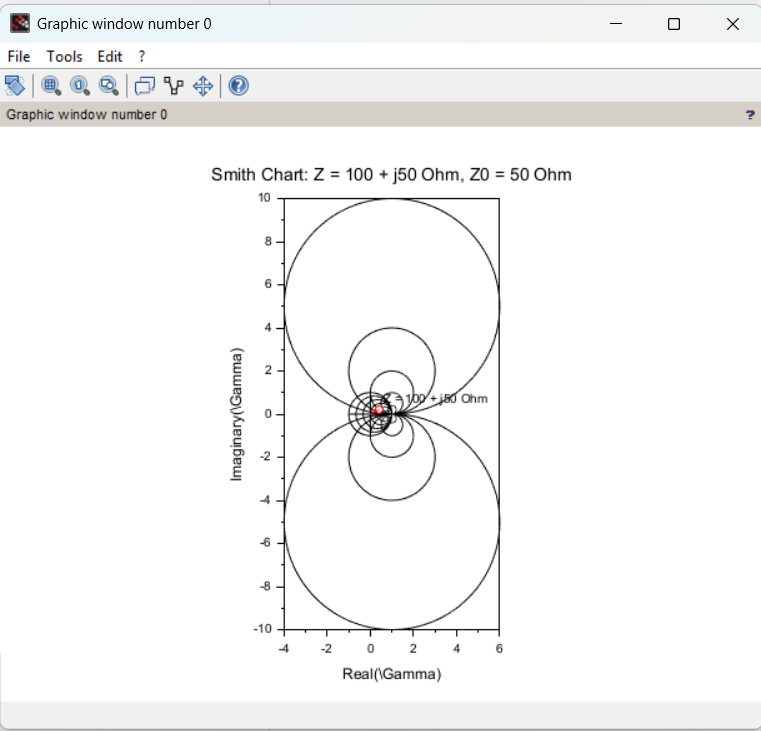 Graphic window number 0
File Tools Edit ?
Graphic window number 0 ?
Smith Chart: Z = 100 + j50 Ohm, Z0 = 50 Ohm
10
8
6
4
2
0
-2
-4
-6
-8
-10
Imaginary(\Gamma)
Z = 100 + j50 Ohm
-4 -2 0 2 4 6
Real(\Gamma)